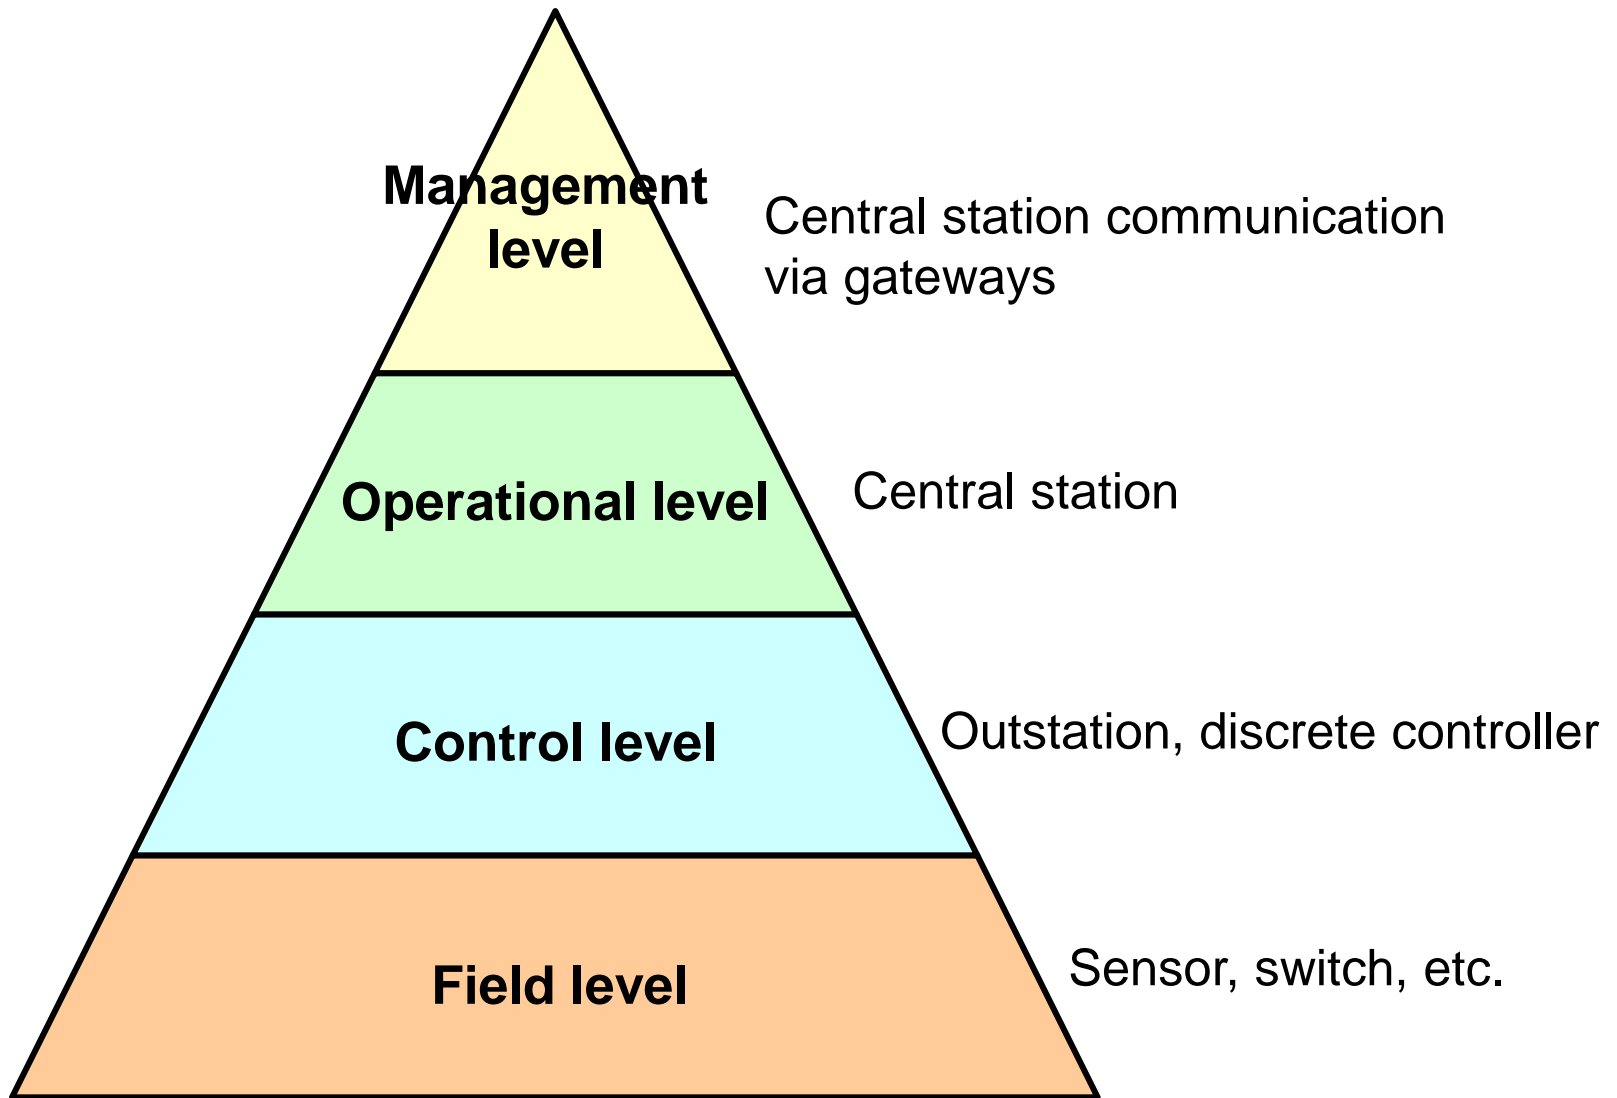 Management
level
Central station communication
via gateways
Operational level
Central station
Control level
Outstation, discrete controller
Field level
Sensor, switch, etc.